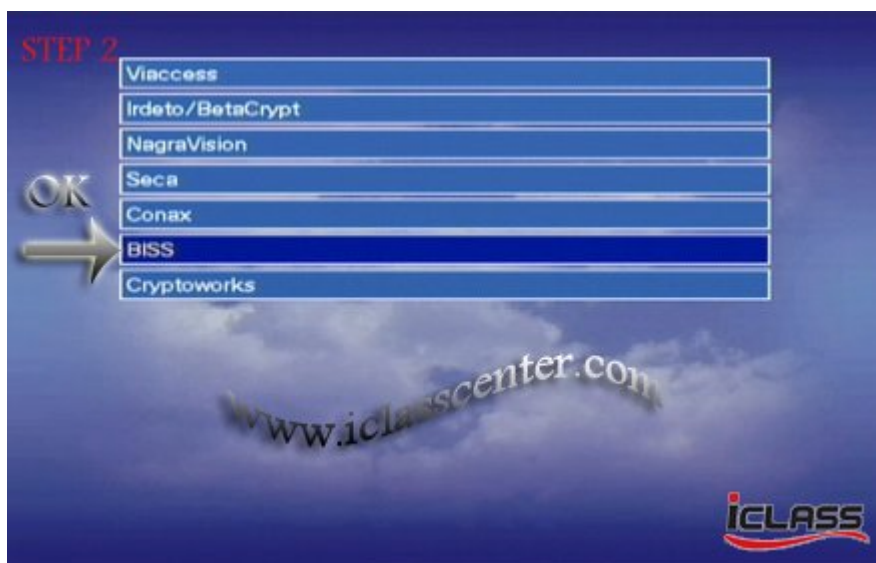 STEP 2
Viaccess
Irdeto/BetaCrypt
NagraVision
Seca
OK
Conax
BISS
Cryptoworks
www.iclasscenter.com
iCLASS